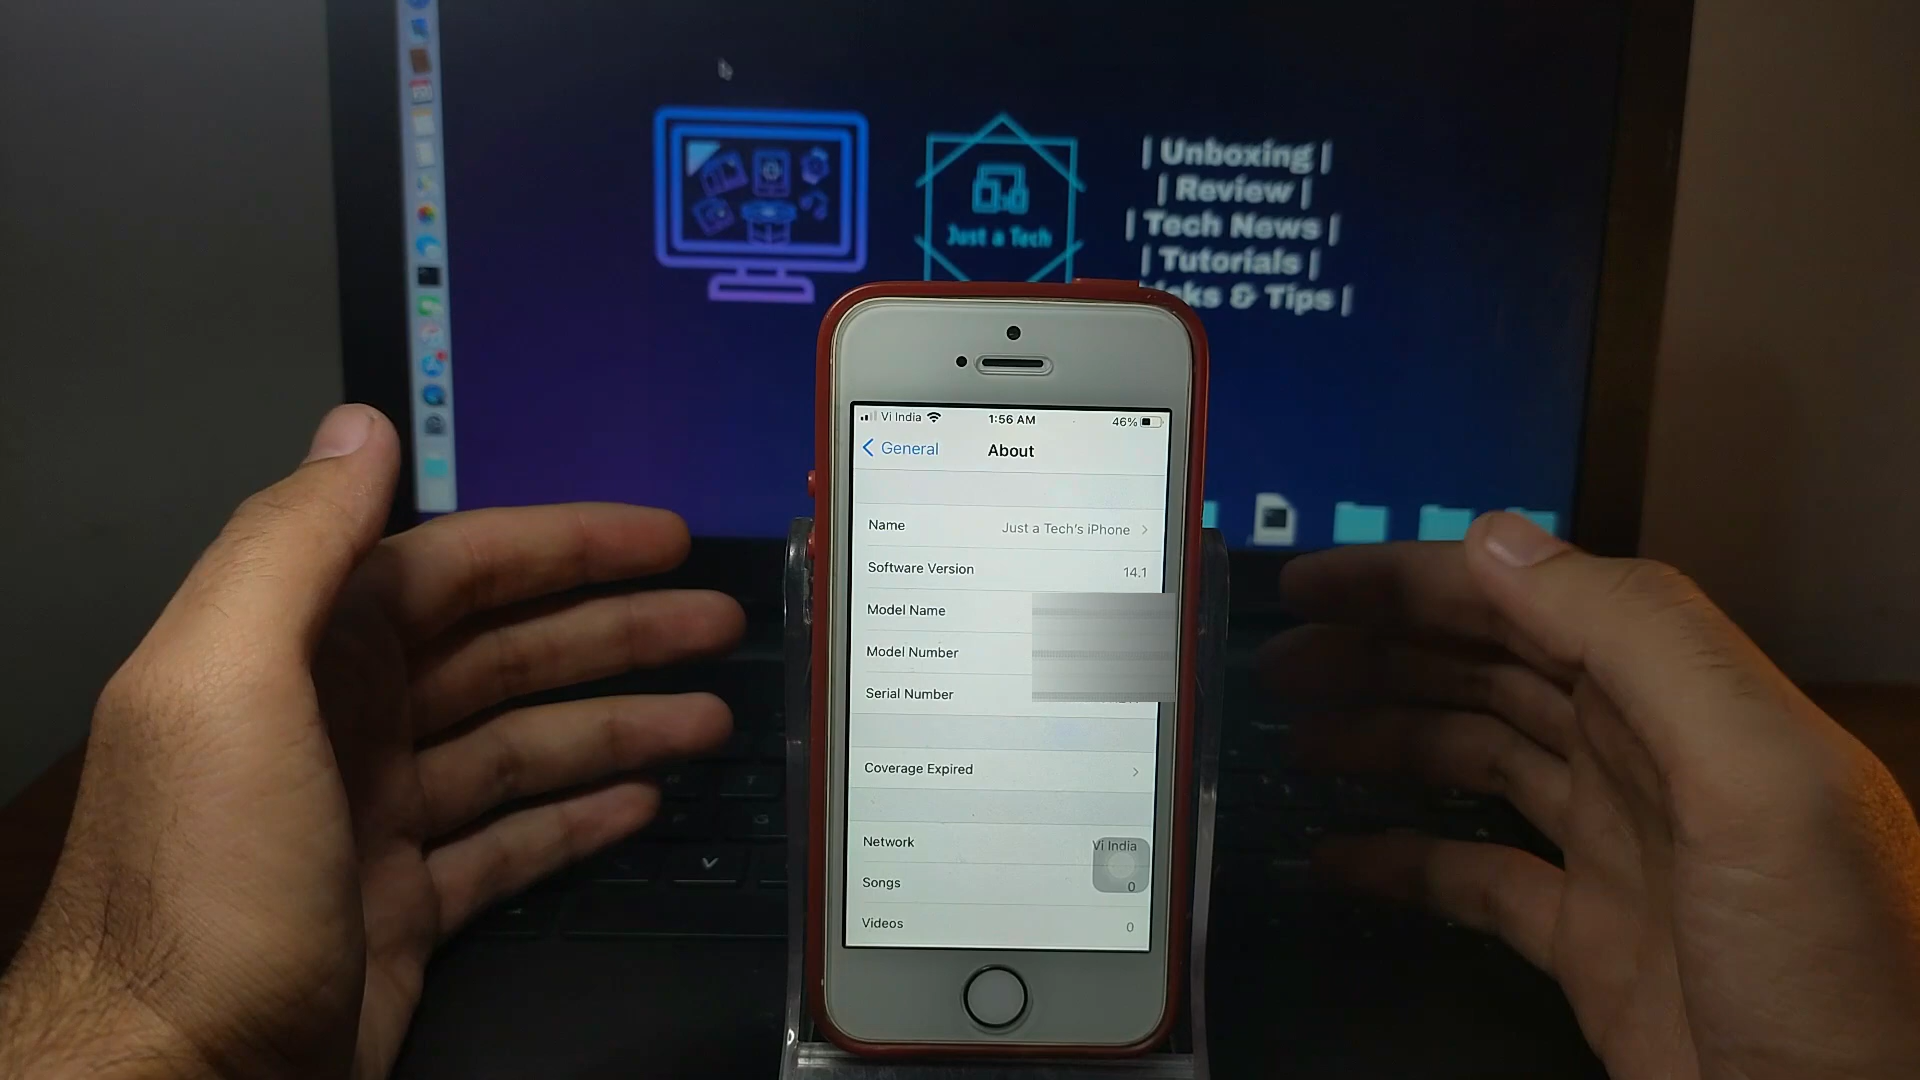 | Unboxing |
| Review |
| Tech News |
| Tutorials |
& Tips |
Just a Tech
Vi India
1:56 AM
46%
General
About
Name
Just a Tech's iPhone
Software Version
14.1
Model Name
Model Number
Serial Number
Coverage Expired
Network
Vi India
Songs
0
Videos
0